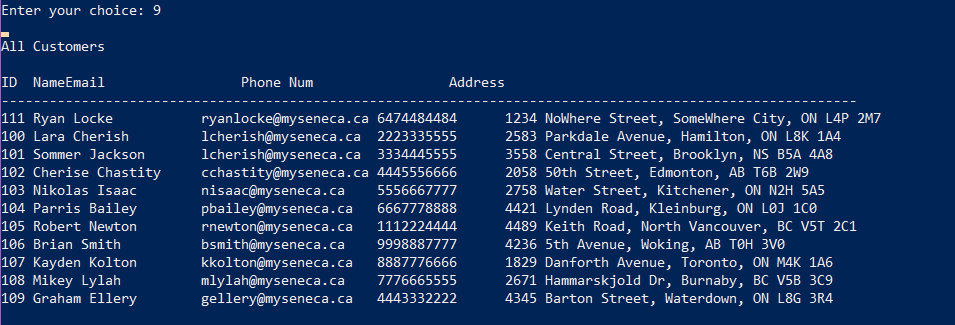 Enter your choice: 9
All Customers
ID  NameEmail                 Phone Num                 Address
-----------------------------------------------------------------------------------------------------------
111 Ryan Locke           ryanlocke@myseneca.ca 6474484484      1234 NoWhere Street, SomeWhere City, ON L4P 2M7
100 Lara Cherish         lcherish@myseneca.ca  2223335555      2583 Parkdale Avenue, Hamilton, ON L8K 1A4
101 Sommer Jackson       lcherish@myseneca.ca  3334445555      3558 Central Street, Brooklyn, NS B5A 4A8
102 Cherise Chastity     cchastity@myseneca.ca 4445556666      2058 50th Street, Edmonton, AB T6B 2W9
103 Nikolas Isaac        nisaac@myseneca.ca    5556667777      2758 Water Street, Kitchener, ON N2H 5A5
104 Parris Bailey        pbailey@myseneca.ca   6667778888      4421 Lynden Road, Kleinburg, ON L0J 1C0
105 Robert Newton        rnewton@myseneca.ca   1112224444      4489 Keith Road, North Vancouver, BC V5T 2C1
106 Brian Smith          bsmith@myseneca.ca    9998887777      4236 5th Avenue, Woking, AB T0H 3V0
107 Kayden Kolton        kkolton@myseneca.ca   8887776666      1829 Danforth Avenue, Toronto, ON M4K 1A6
108 Mikey Lylah          mlylah@myseneca.ca    7776665555      2671 Hammarskjold Dr, Burnaby, BC V5B 3C9
109 Graham Ellery        gellery@myseneca.ca   4443332222      4345 Barton Street, Waterdown, ON L8G 3R4